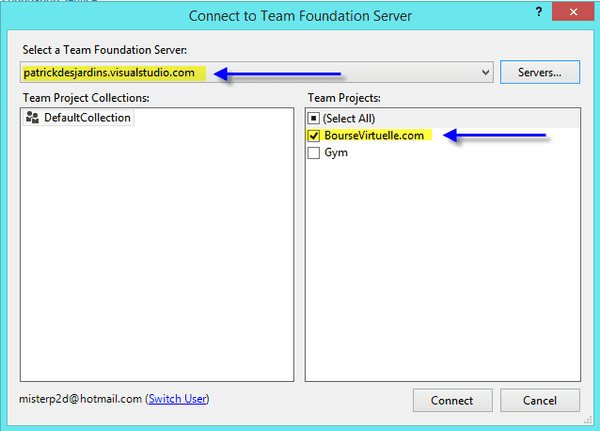 Connect to Team Foundation Server
?
Select a Team Foundation Server:
patrickdesjardins.visualstudio.com
Servers...
Team Project Collections:
DefaultCollection
Team Projects:
(Select All)
BourseVirtuelle.com
Gym
misterp2d@hotmail.com (Switch User)
Connect
Cancel